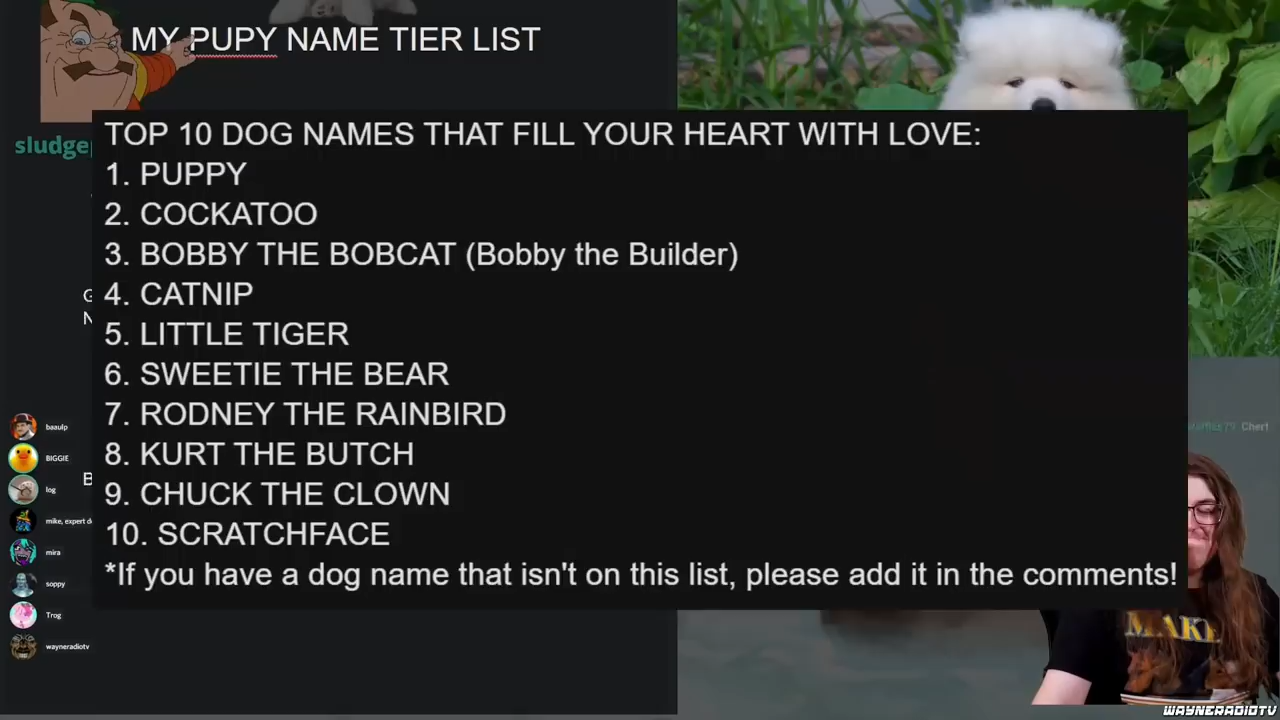 MY PUPY NAME TIER LIST
sludgep
TOP 10 DOG NAMES THAT FILL YOUR HEART WITH LOVE:
1. PUPPY
2. COCKATOO
3. BOBBY THE BOBCAT (Bobby the Builder)
4. CATNIP
5. LITTLE TIGER
6. SWEETIE THE BEAR
7. RODNEY THE RAINBIRD
8. KURT THE BUTCH
9. CHUCK THE CLOWN
10. SCRATCHFACE
*If you have a dog name that isn't on this list, please add it in the comments!
G
N
B
baaulp
BIGGIE
log
mike, expert d
mira
soppy
Trog
wayneradiotv
Cher!
MAKE
WAYNERADIOTV